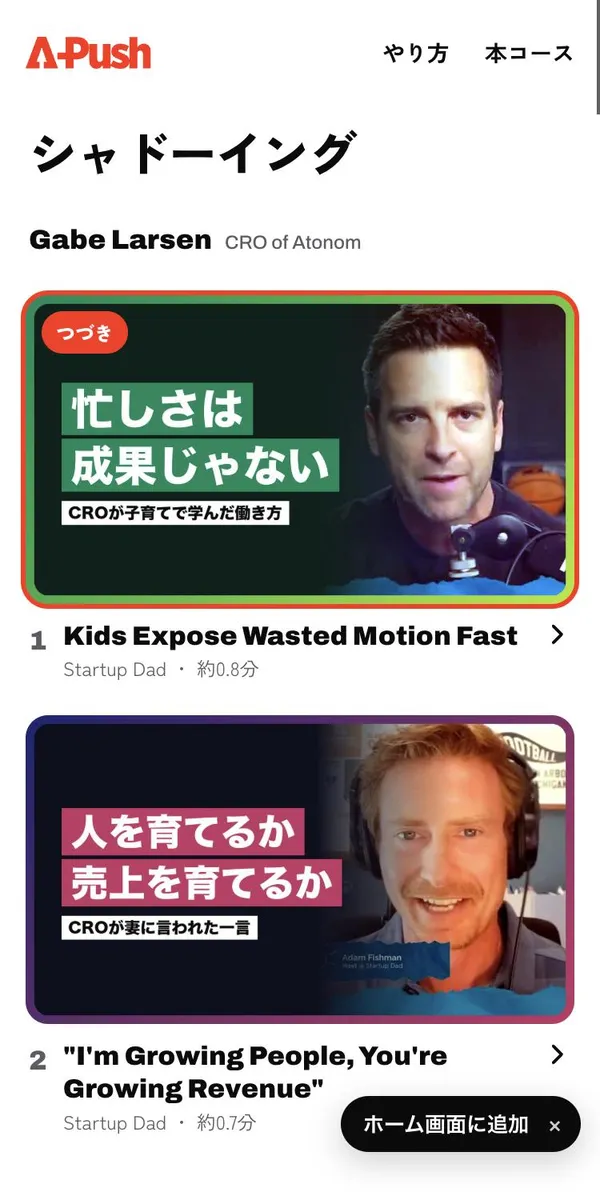 A-Push
やり方
本コース
シャドーイング
Gabe Larsen CRO of Atonom
つづき
忙しさは
成果じゃない
CROが子育てで学んだ働き方
1 Kids Expose Wasted Motion Fast
Startup Dad ・ 約0.8分
FOOTBALL
人を育てるか
売上を育てるか
CROが妻に言われた一言
Adam Fishman
Host @ Startup Dad
2 "I'm Growing People, You're
Growing Revenue"
Startup Dad ・ 約0.7分
ホーム画面に追加 ×